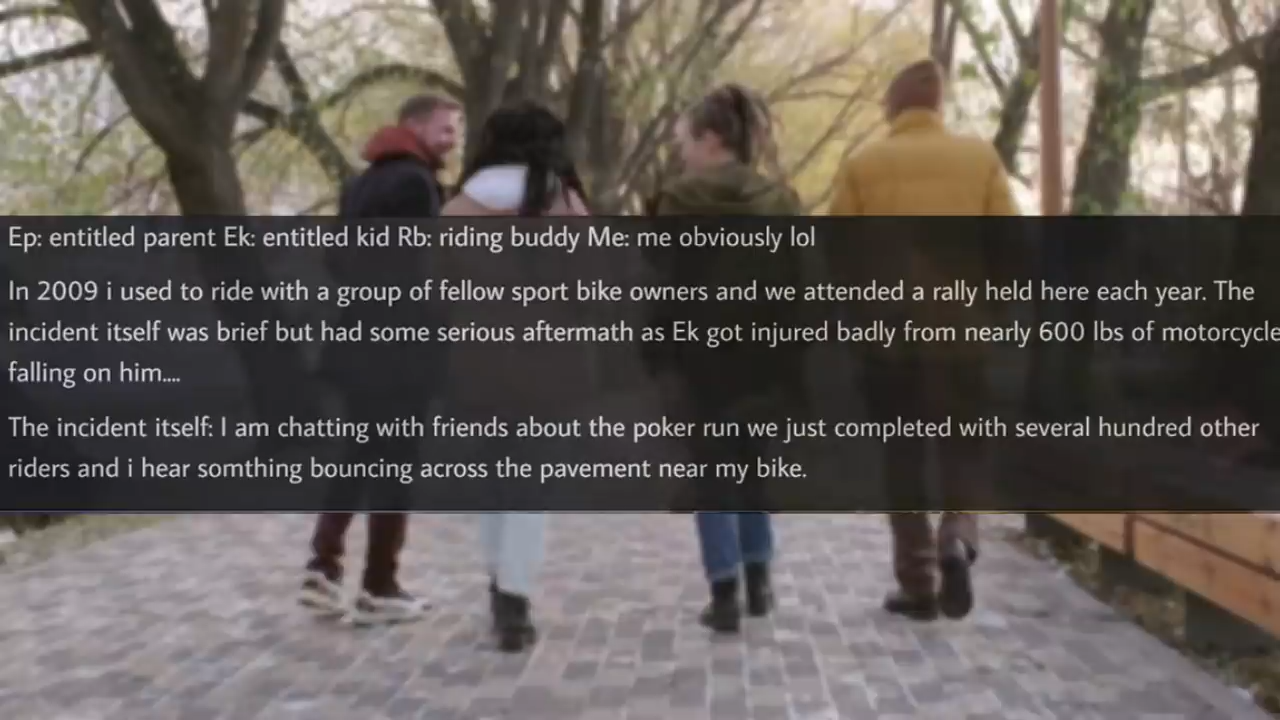 Ep: entitled parent Ek: entitled kid Rb: riding buddy Me: me obviously lol
In 2009 i used to ride with a group of fellow sport bike owners and we attended a rally held here each year. The
incident itself was brief but had some serious aftermath as Ek got injured badly from nearly 600 lbs of motorcycle
falling on him....
The incident itself: I am chatting with friends about the poker run we just completed with several hundred other
riders and i hear somthing bouncing across the pavement near my bike.